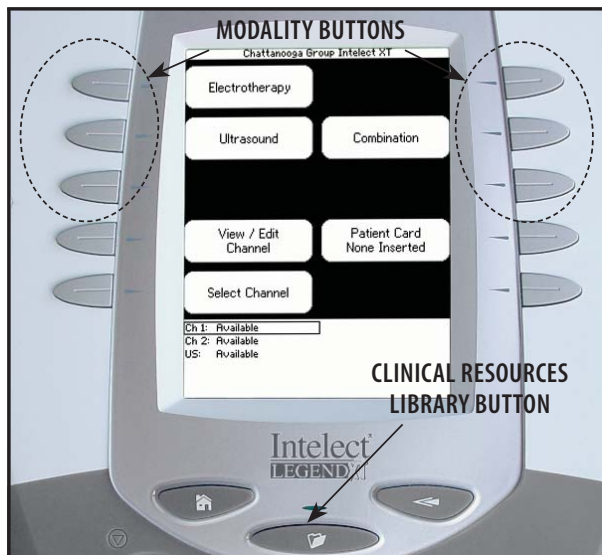 MODALITY BUTTONS
Chattanooga Group Intelect XT
Electrotherapy
Ultrasound
Combination
View / Edit
Channel
Patient Card
None Inserted
Select Channel
Ch 1: Available
Ch 2: Available
US: Available
CLINICAL RESOURCES
LIBRARY BUTTON
Intelect
LEGEND XT